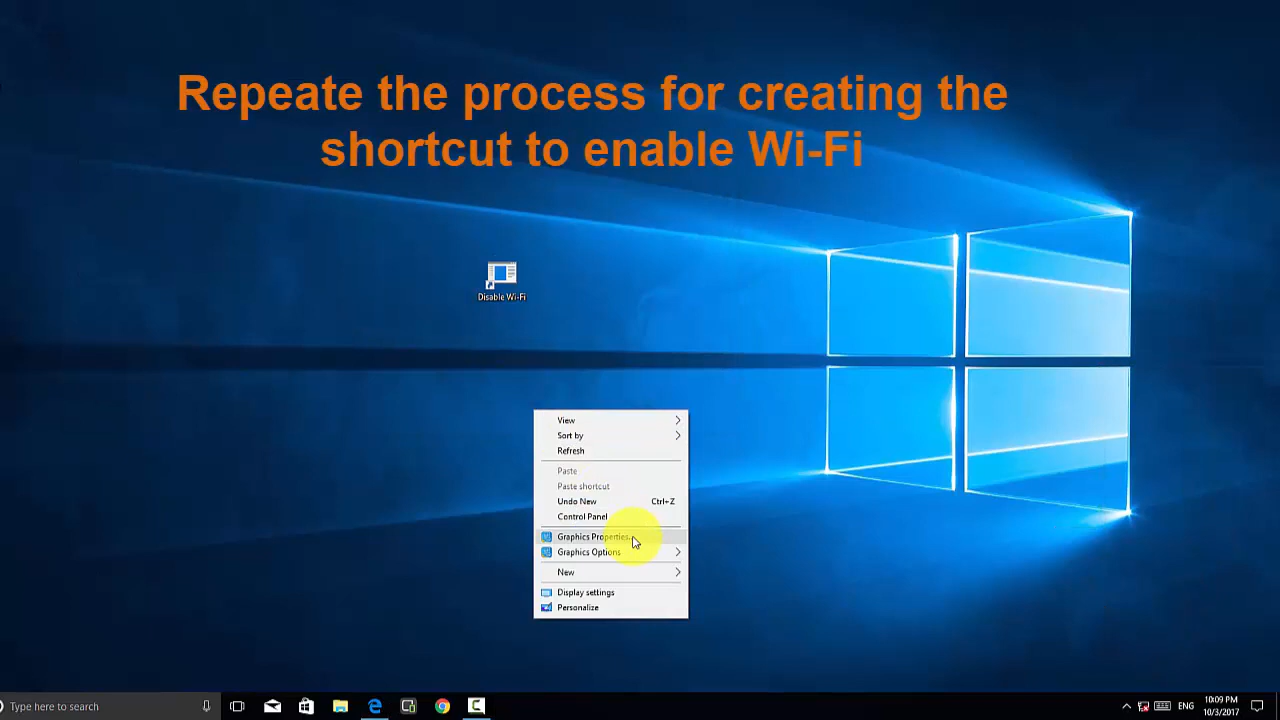 Repeate the process for creating the
shortcut to enable Wi-Fi
Disable Wi-Fi
View
Sort by
Refresh
Paste
Paste shortcut
Undo New Ctrl+Z
Control Panel
Graphics Properties...
Graphics Options
New
Display settings
Personalize
Type here to search
ENG
10:09 PM
10/3/2017